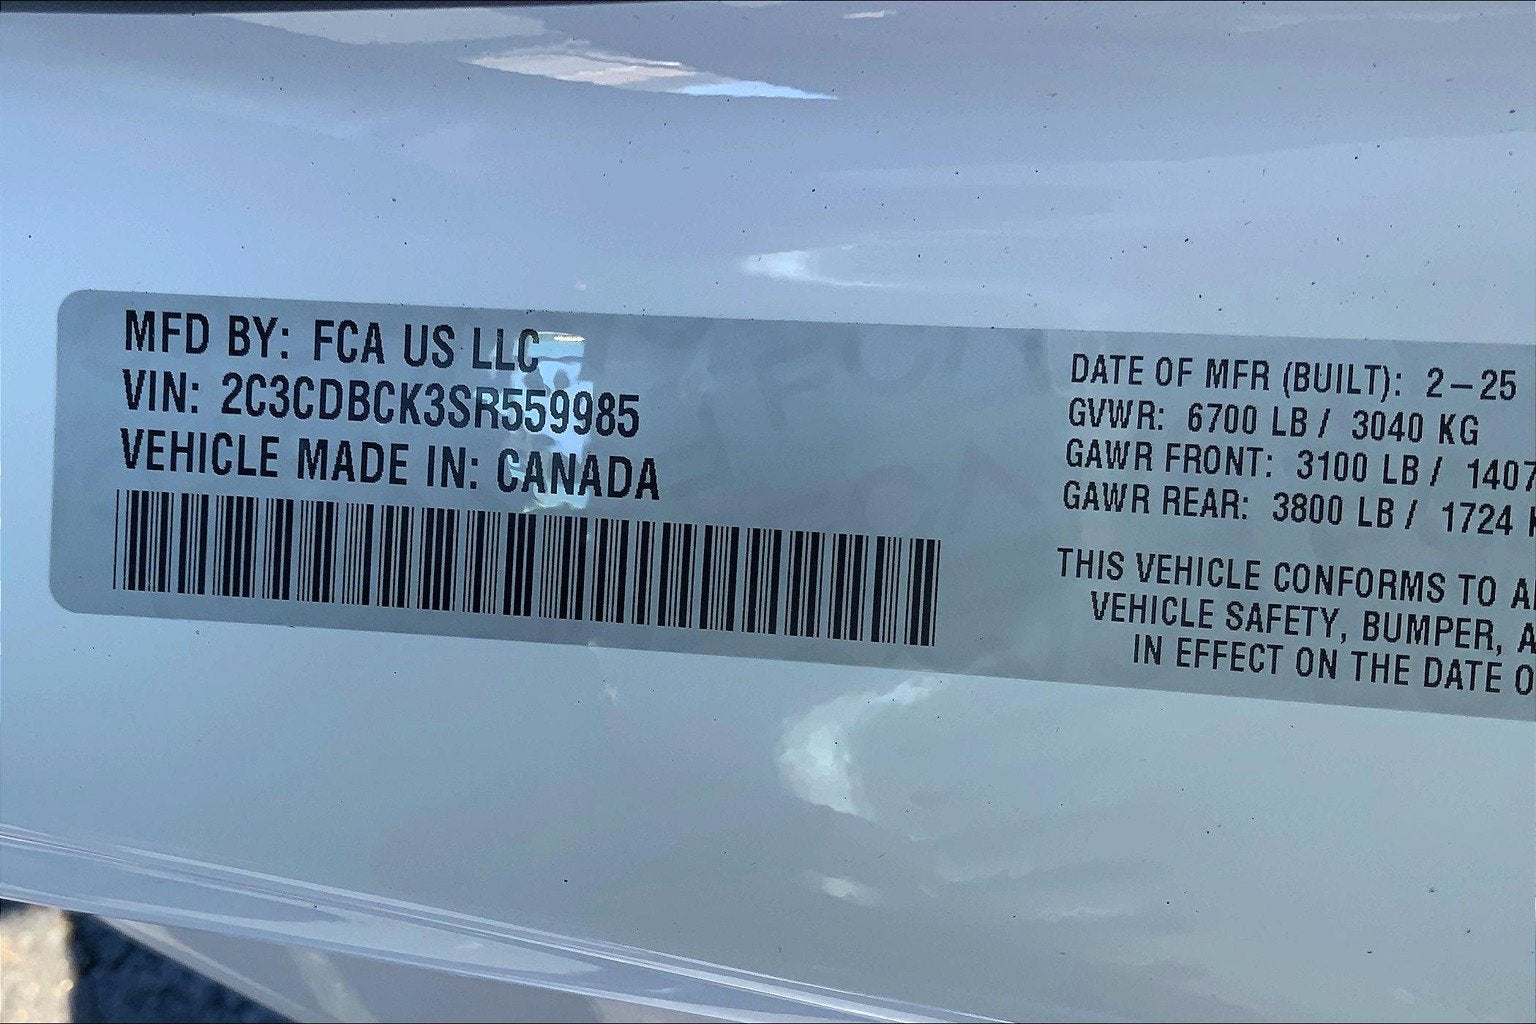 MFD BY: FCA US LLC
VIN: 2C3CDBCK3SR559985
VEHICLE MADE IN: CANADA
DATE OF MFR (BUILT): 2-25
GVWR: 6700 LB / 3040 KG
GAWR FRONT: 3100 LB / 1407
GAWR REAR: 3800 LB / 1724
THIS VEHICLE CONFORMS TO
VEHICLE SAFETY, BUMPER,
IN EFFECT ON THE DATE